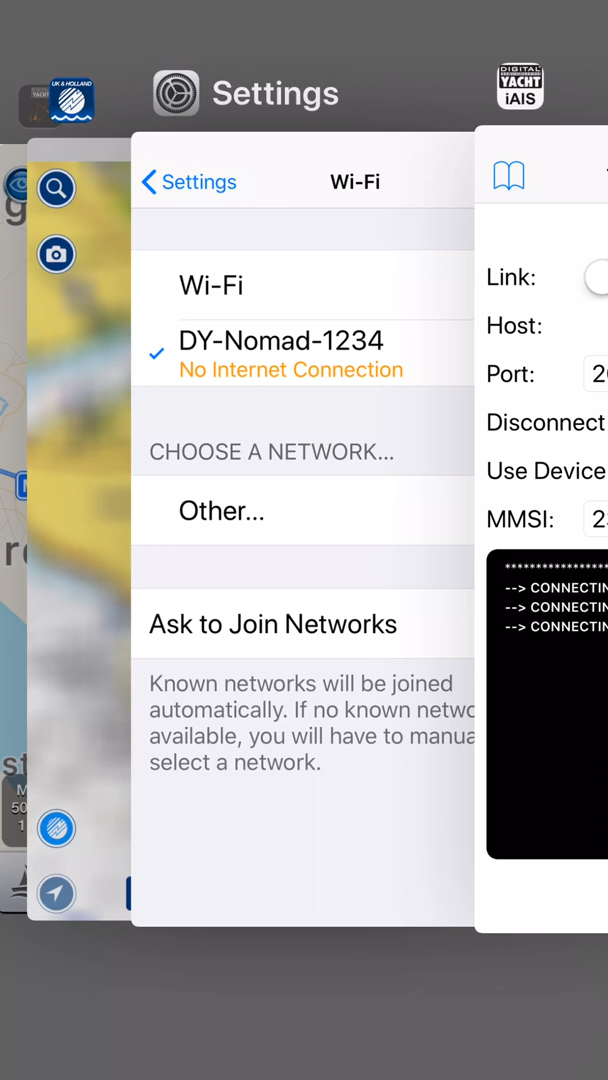 UK & HOLLAND
Settings
DIGITAL
YACHT
iAIS
Settings
Wi-Fi
Wi-Fi
DY-Nomad-1234
No Internet Connection
CHOOSE A NETWORK...
Other...
Ask to Join Networks
Known networks will be joined
automatically. If no known netwo
available, you will have to manua
select a network.
Link:
Host:
Port:
Disconnect
Use Device
MMSI:
*****************
--> CONNECTIN
--> CONNECTIN
--> CONNECTIN